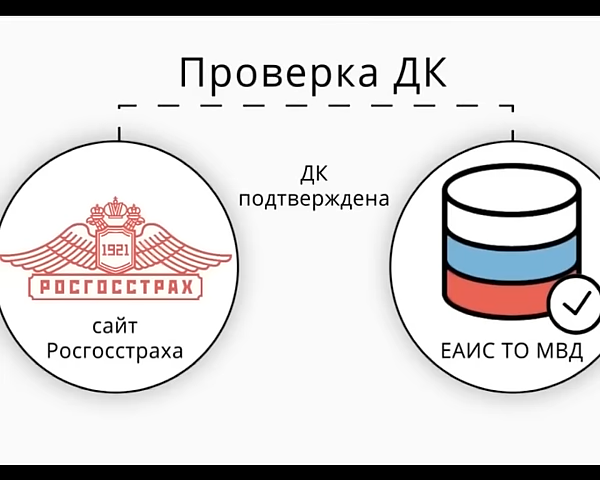 Проверка ДК
ДК
подтверждена
1921
РОСГОССТРАХ
сайт
Росгосстраха
ЕАИС ТО МВД